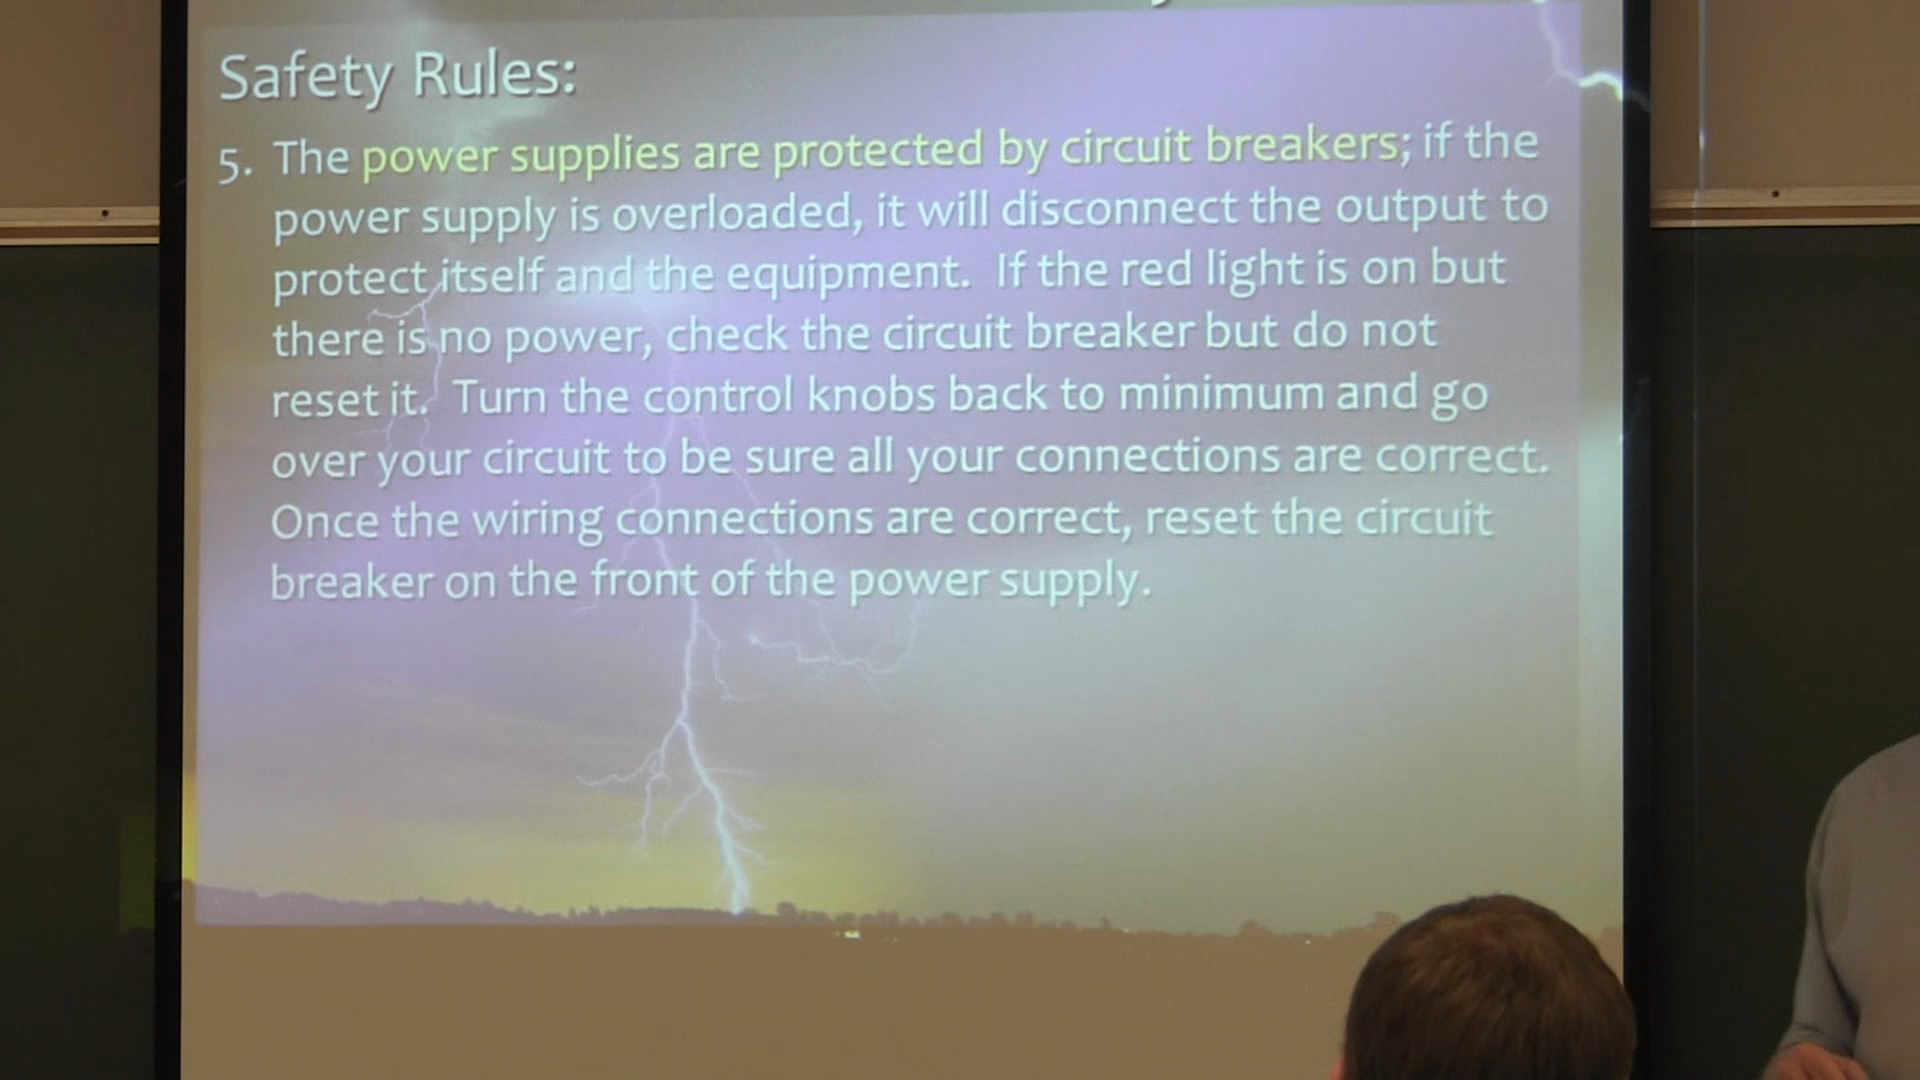 Safety Rules:
5. The power supplies are protected by circuit breakers; if the
power supply is overloaded, it will disconnect the output to
protect itself and the equipment. If the red light is on but
there is no power, check the circuit breaker but do not
reset it. Turn the control knobs back to minimum and go
over your circuit to be sure all your connections are correct.
Once the wiring connections are correct, reset the circuit
breaker on the front of the power supply.